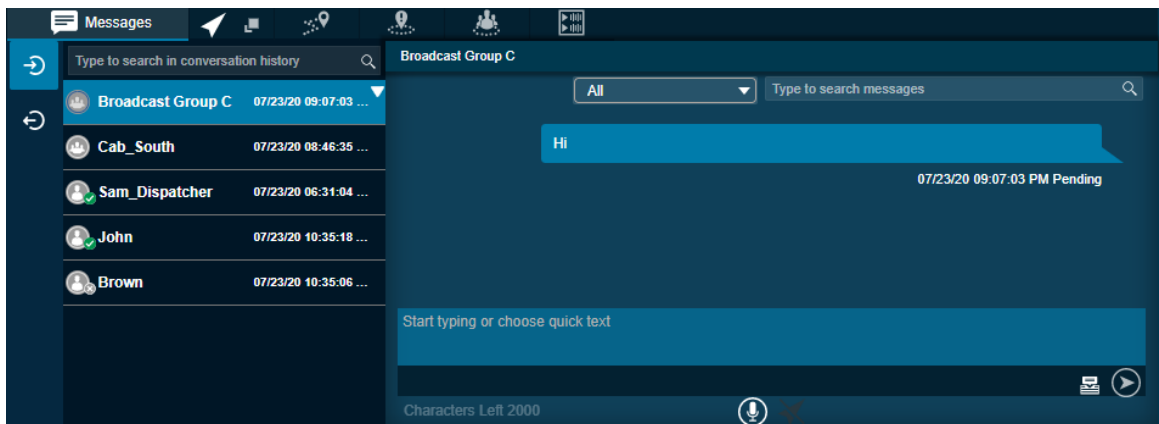 Messages
Type to search in conversation history
Broadcast Group C 07/23/20 09:07:03 ...
Cab_South 07/23/20 08:46:35 ...
Sam_Dispatcher 07/23/20 06:31:04 ...
John 07/23/20 10:35:18 ...
Brown 07/23/20 10:35:06 ...
Broadcast Group C
All
Type to search messages
Hi
07/23/20 09:07:03 PM Pending
Start typing or choose quick text
Characters Left 2000